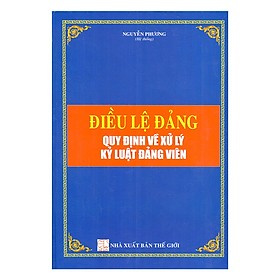 NGUYỄN PHƯƠNG
(Hệ thống)
ĐIỀU LỆ ĐẢNG
QUY ĐỊNH VỀ XỬ LÝ
KỶ LUẬT ĐẢNG VIÊN
NHÀ XUẤT BẢN THẾ GIỚI